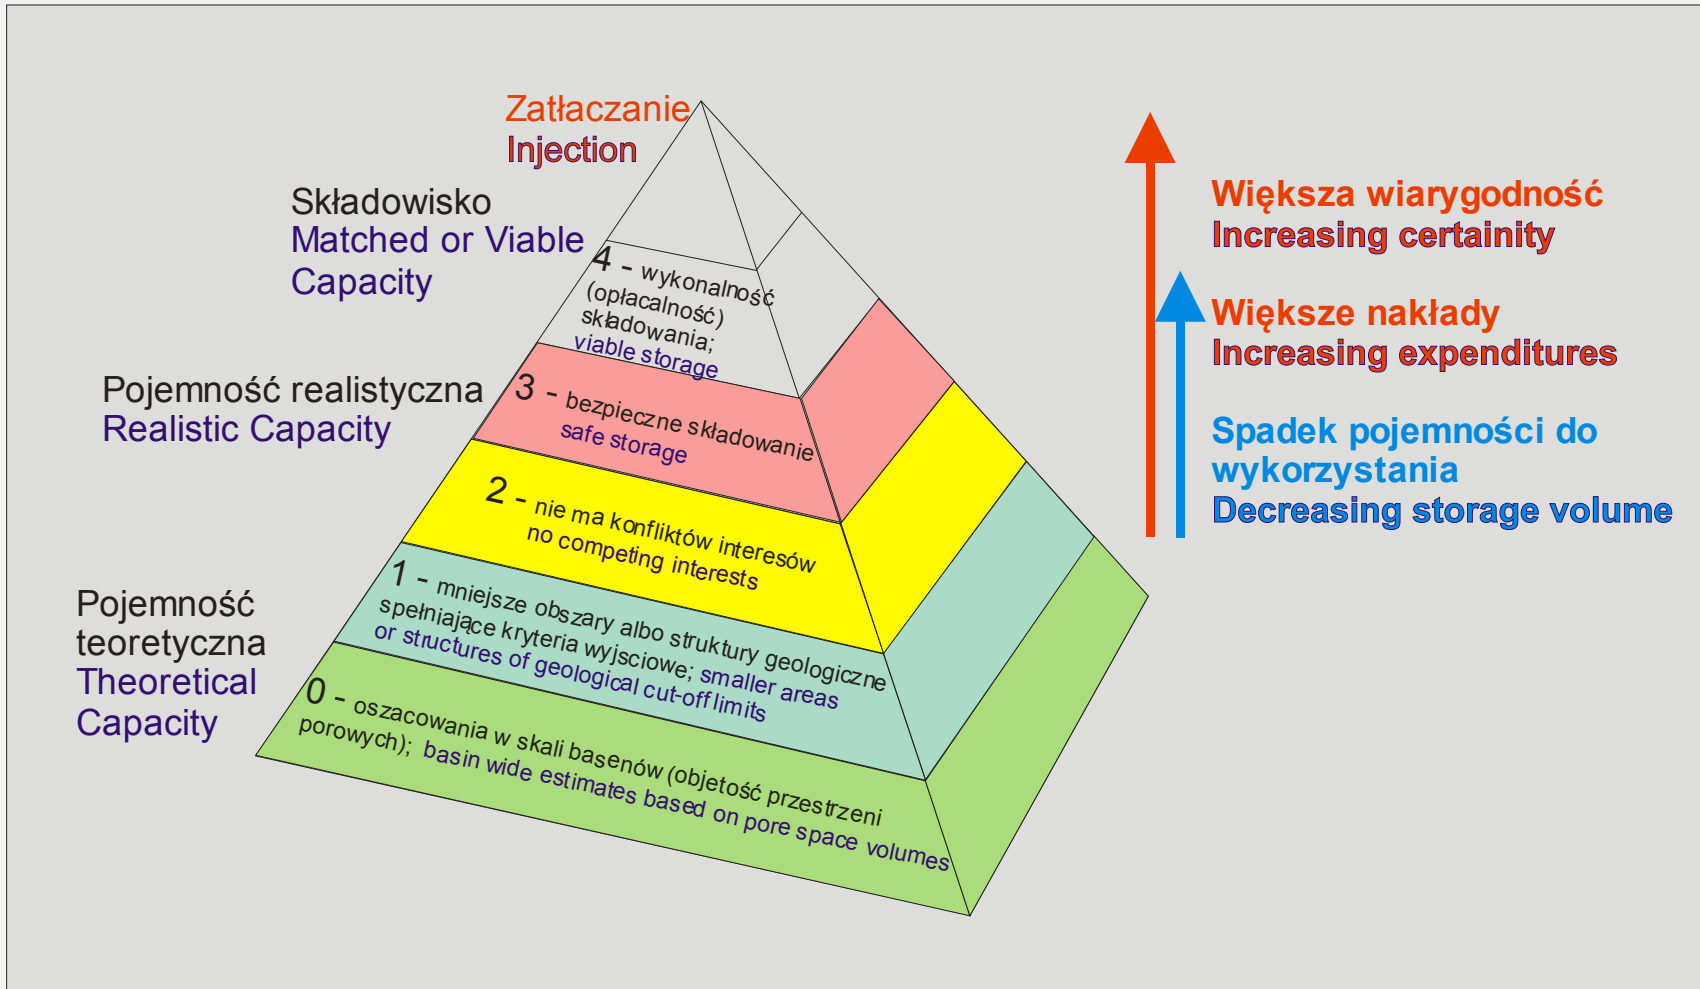 Zatłaczanie
Injection
Składowisko
Matched or Viable
Capacity
4 - wykonalność
(opłacalność)
składowania;
viable storage
Pojemność realistyczna
Realistic Capacity
3 - bezpieczne składowanie
safe storage
2 - nie ma konfliktów interesów
no competing interests
Pojemność
teoretyczna
Theoretical
Capacity
1 - mniejsze obszary albo struktury geologiczne
spełniające kryteria wyjsciowe; smaller areas
or structures of geological cut-off limits
0 - oszacowania w skali basenów (objetość przestrzeni
porowych); basin wide estimates based on pore space volumes
Większa wiarygodność
Increasing certainity
Większe nakłady
Increasing expenditures
Spadek pojemności do
wykorzystania
Decreasing storage volume